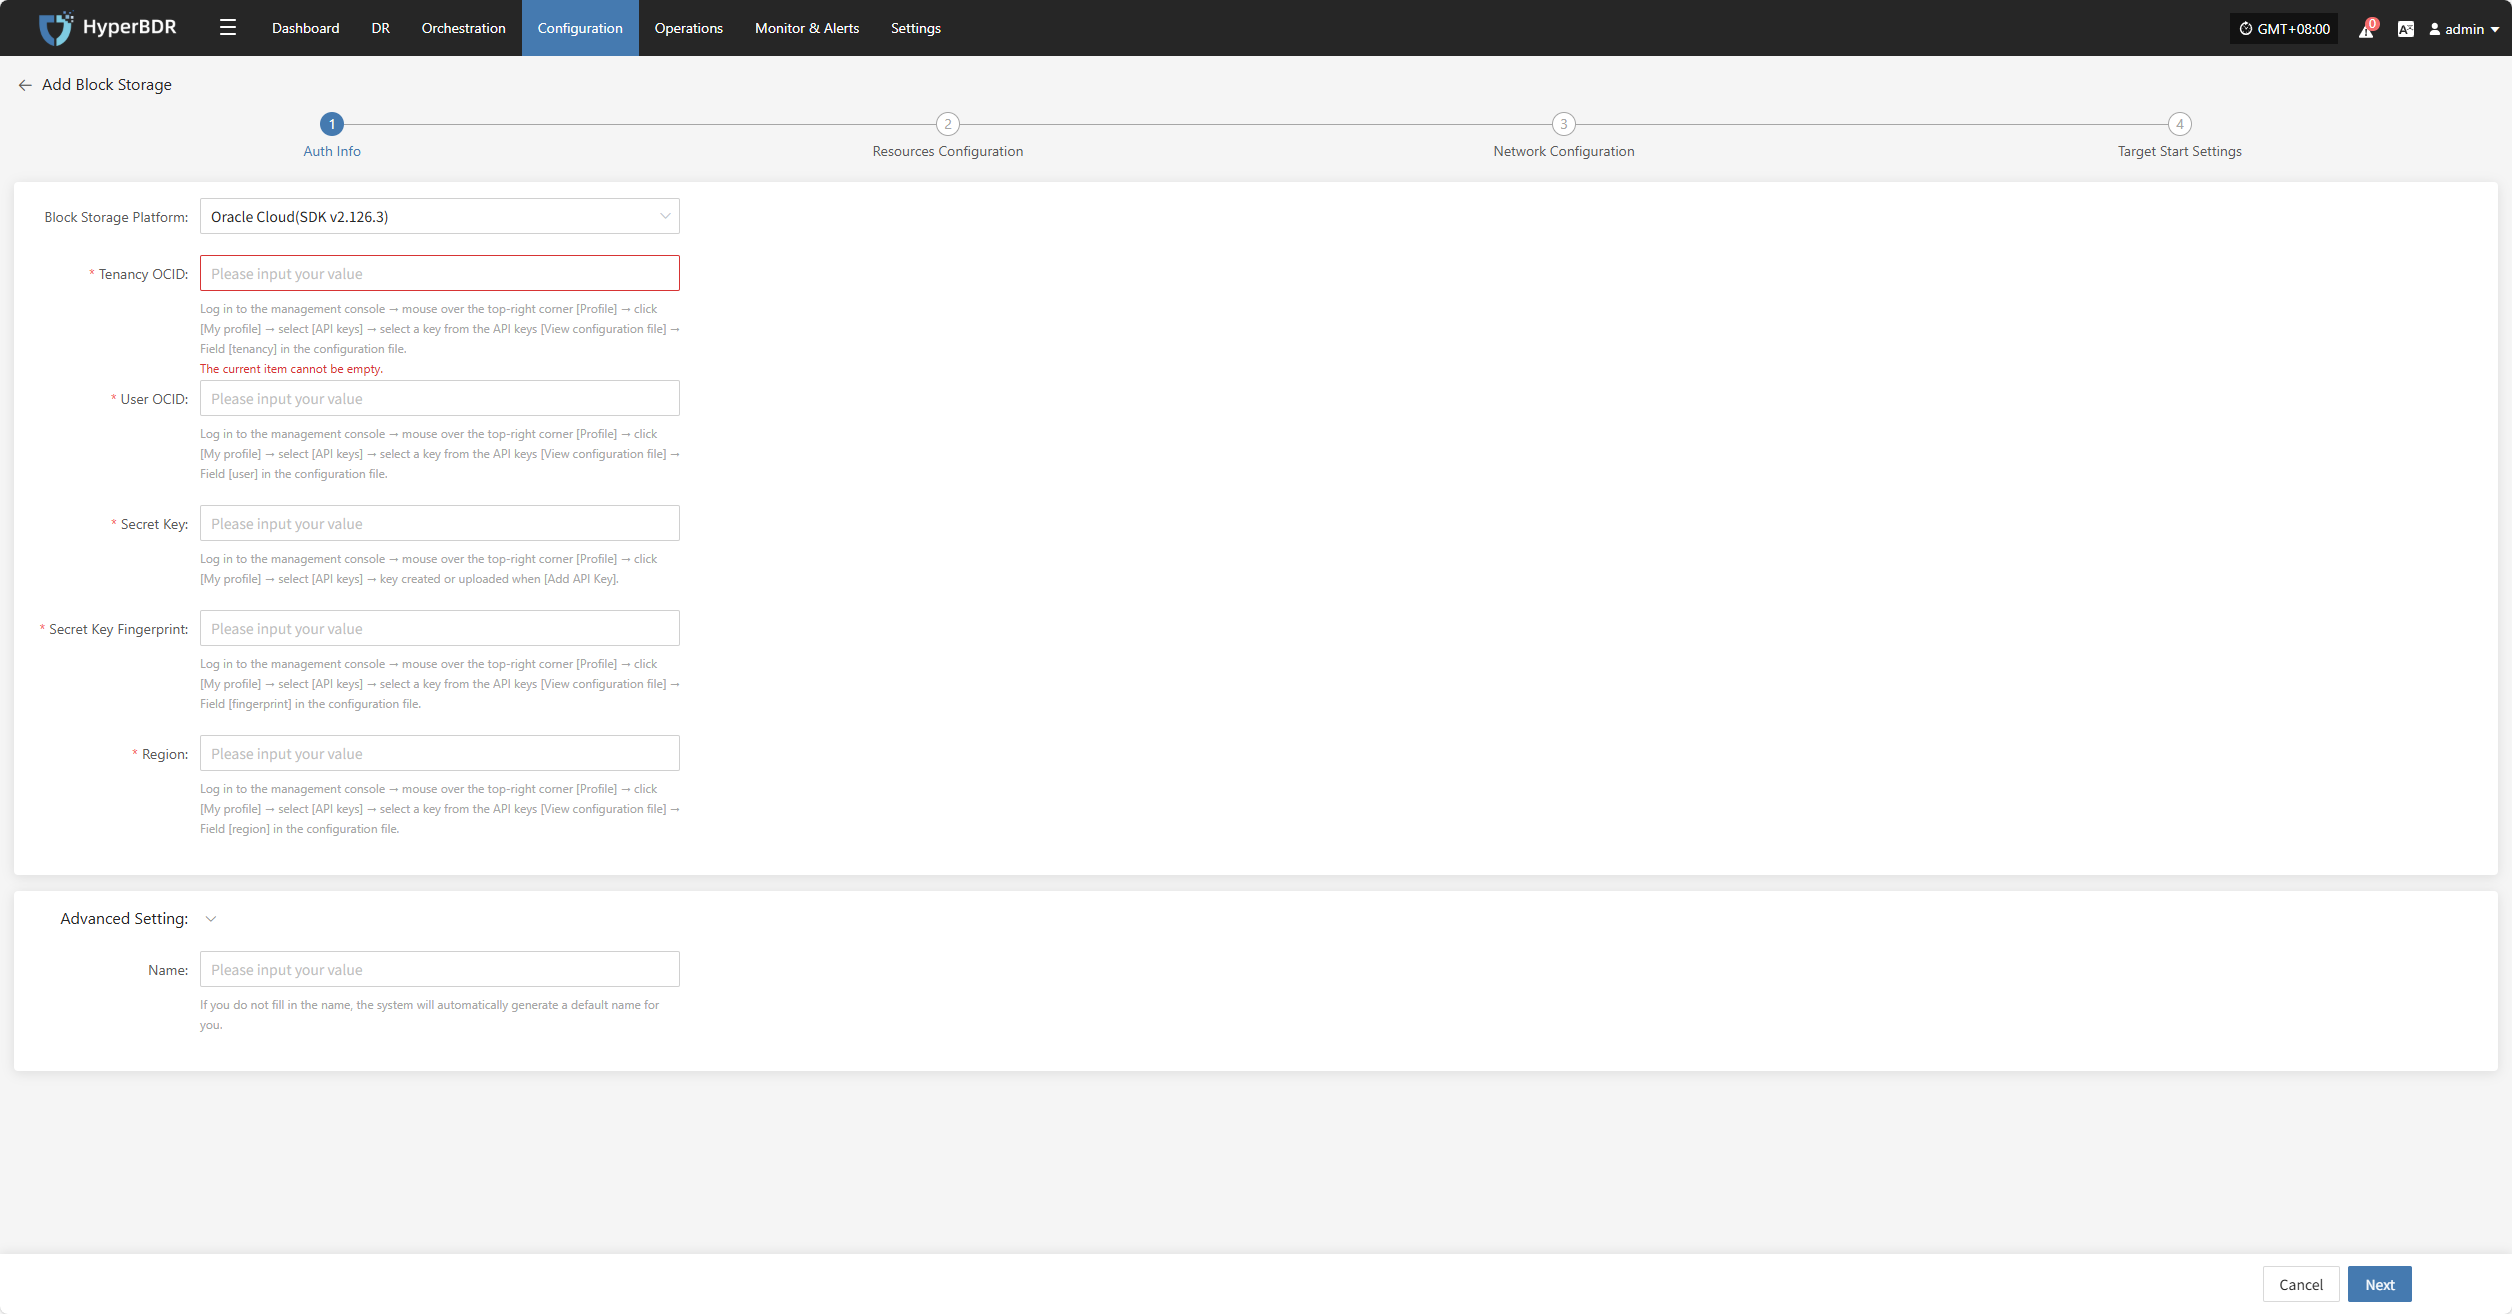 HyperBDR
Dashboard
DR
Orchestration
Configuration
Operations
Monitor & Alerts
Settings
GMT+08:00
0
A
admin
Add Block Storage
1
2
3
4
Auth Info
Resources Configuration
Network Configuration
Target Start Settings
Block Storage Platform:
Oracle Cloud(SDK v2.126.3)
* Tenancy OCID:
Please input your value
Log in to the management console → mouse over the top-right corner [Profile] → click
[My profile] → select [API keys] → select a key from the API keys [View configuration file] →
Field [tenancy] in the configuration file.
The current item cannot be empty.
* User OCID:
Please input your value
Log in to the management console → mouse over the top-right corner [Profile] → click
[My profile] → select [API keys] → select a key from the API keys [View configuration file] →
Field [user] in the configuration file.
* Secret Key:
Please input your value
Log in to the management console → mouse over the top-right corner [Profile] → click
[My profile] → select [API keys] → key created or uploaded when [Add API Key].
* Secret Key Fingerprint:
Please input your value
Log in to the management console → mouse over the top-right corner [Profile] → click
[My profile] → select [API keys] → select a key from the API keys [View configuration file] →
Field [fingerprint] in the configuration file.
* Region:
Please input your value
Log in to the management console → mouse over the top-right corner [Profile] → click
[My profile] → select [API keys] → select a key from the API keys [View configuration file] →
Field [region] in the configuration file.
Advanced Setting:
Name:
Please input your value
If you do not fill in the name, the system will automatically generate a default name for
you.
Cancel
Next